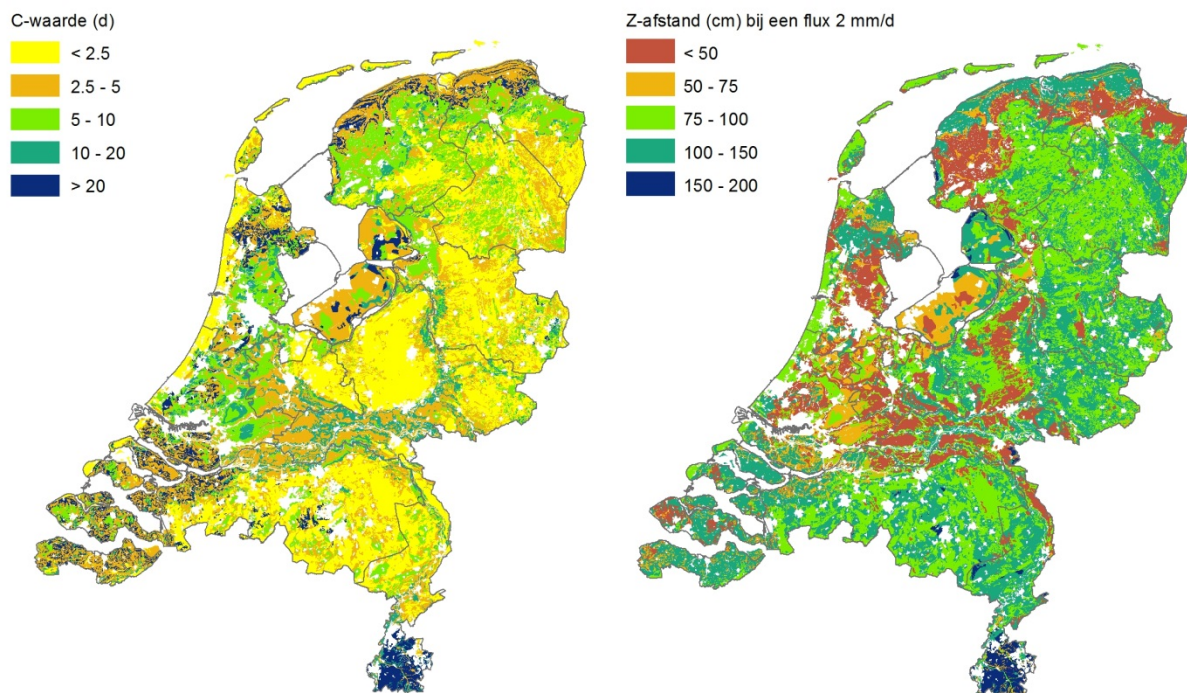 C-waarde (d)
< 2.5
2.5 - 5
5 - 10
10 - 20
> 20
Z-afstand (cm) bij een flux 2 mm/d
< 50
50 - 75
75 - 100
100 - 150
150 - 200